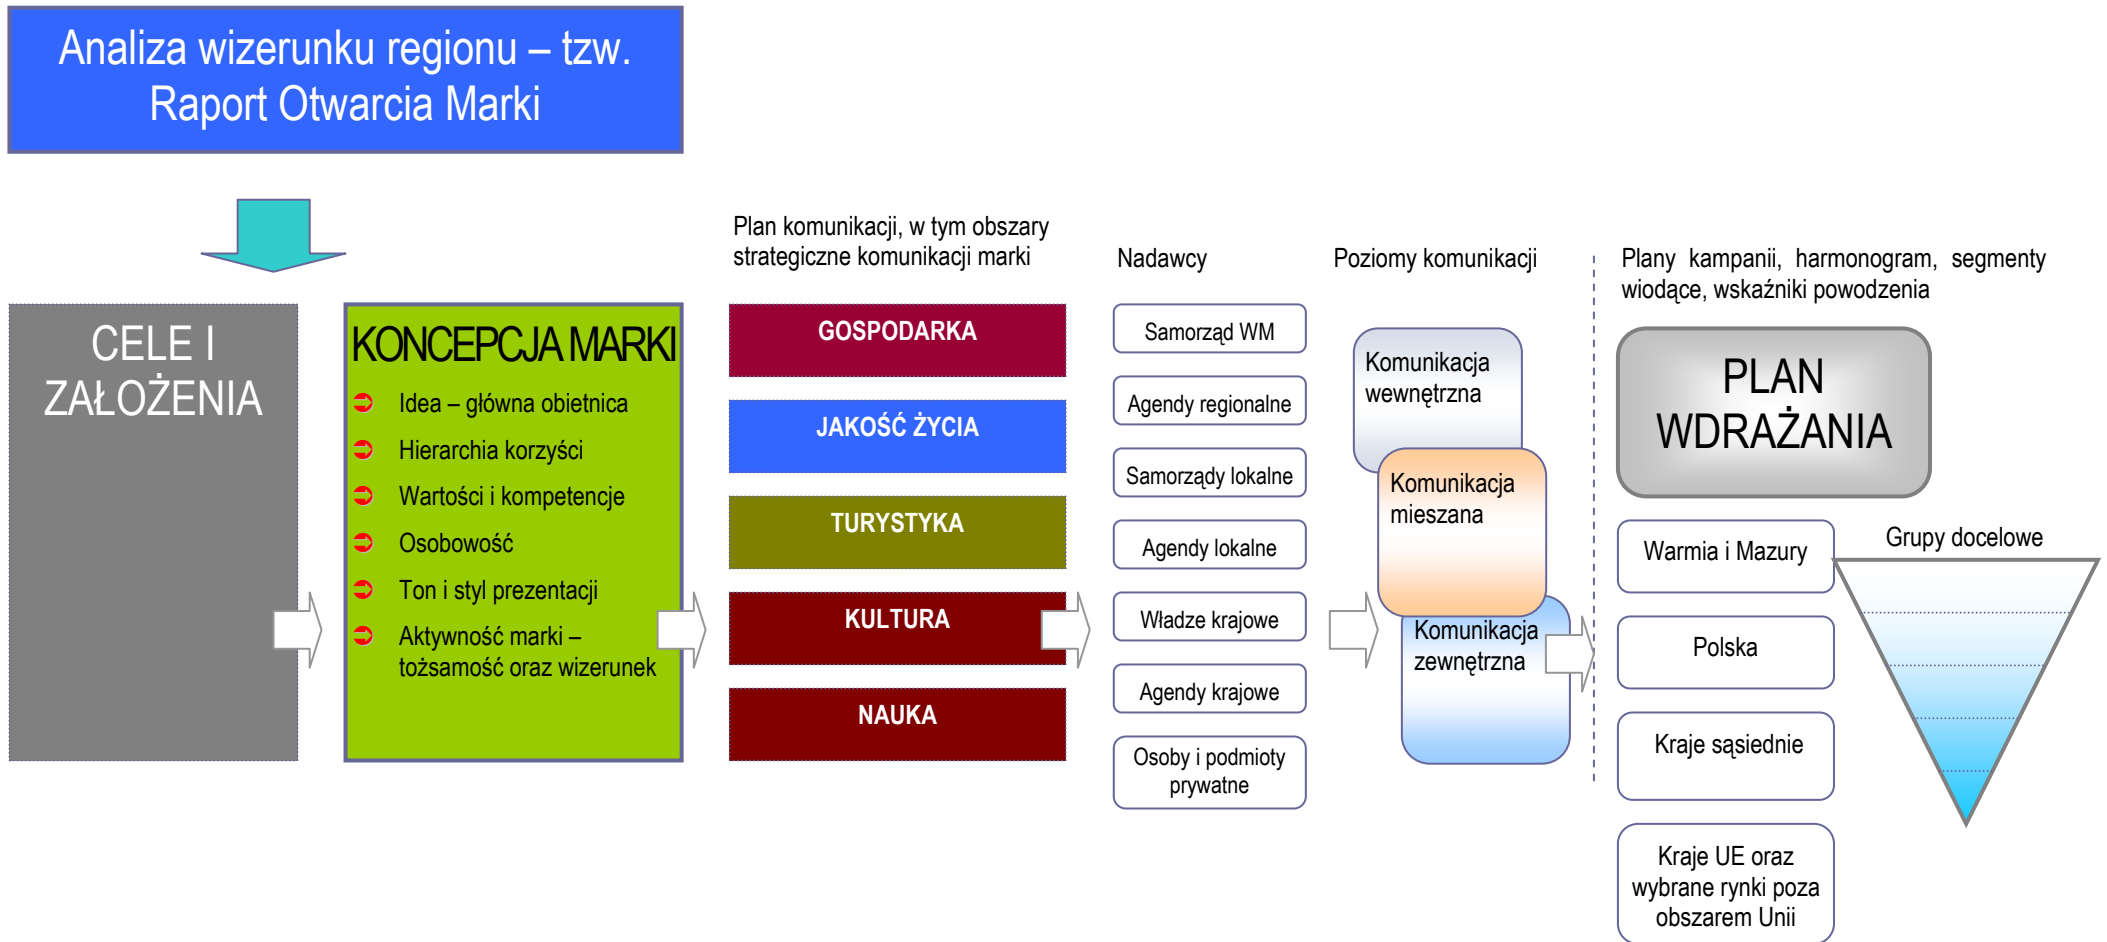 Analiza wizerunku regionu – tzw.
Raport Otwarcia Marki
CELE I
ZAŁOŻENIA
KONCEPCJA MARKI
Idea – główna obietnica
Hierarchia korzyści
Wartości i kompetencje
Osobowość
Ton i styl prezentacji
Aktywność marki –
tożsamość oraz wizerunek
Plan komunikacji, w tym obszary
strategiczne komunikacji marki
GOSPODARKA
JAKOŚĆ ŻYCIA
TURYSTYKA
KULTURA
NAUKA
Nadawcy
Samorząd WM
Agendy regionalne
Samorządy lokalne
Agendy lokalne
Władze krajowe
Agendy krajowe
Osoby i podmioty
prywatne
Poziomy komunikacji
Komunikacja
wewnętrzna
Komunikacja
mieszana
Komunikacja
zewnętrzna
Plany kampanii, harmonogram, segmenty
wiodące, wskaźniki powodzenia
PLAN
WDRAŻANIA
Warmia i Mazury
Polska
Kraje sąsiednie
Kraje UE oraz
wybrane rynki poza
obszarem Unii
Grupy docelowe